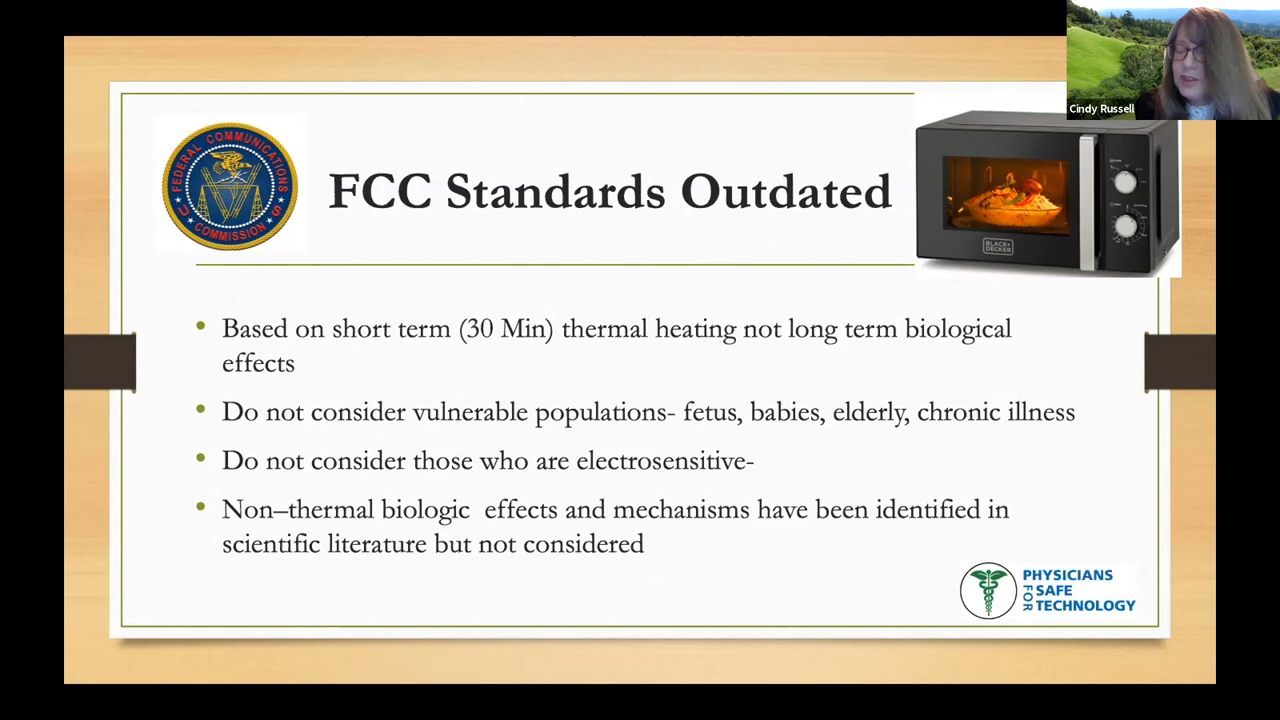 Cindy Russell
FEDERAL COMMUNICATIONS
COMMISSION
FCC Standards Outdated
BLACK+
DECKER
• Based on short term (30 Min) thermal heating not long term biological
effects
• Do not consider vulnerable populations- fetus, babies, elderly, chronic illness
• Do not consider those who are electrosensitive-
• Non–thermal biologic  effects and mechanisms have been identified in
scientific literature but not considered
PHYSICIANS
FOR SAFE
TECHNOLOGY